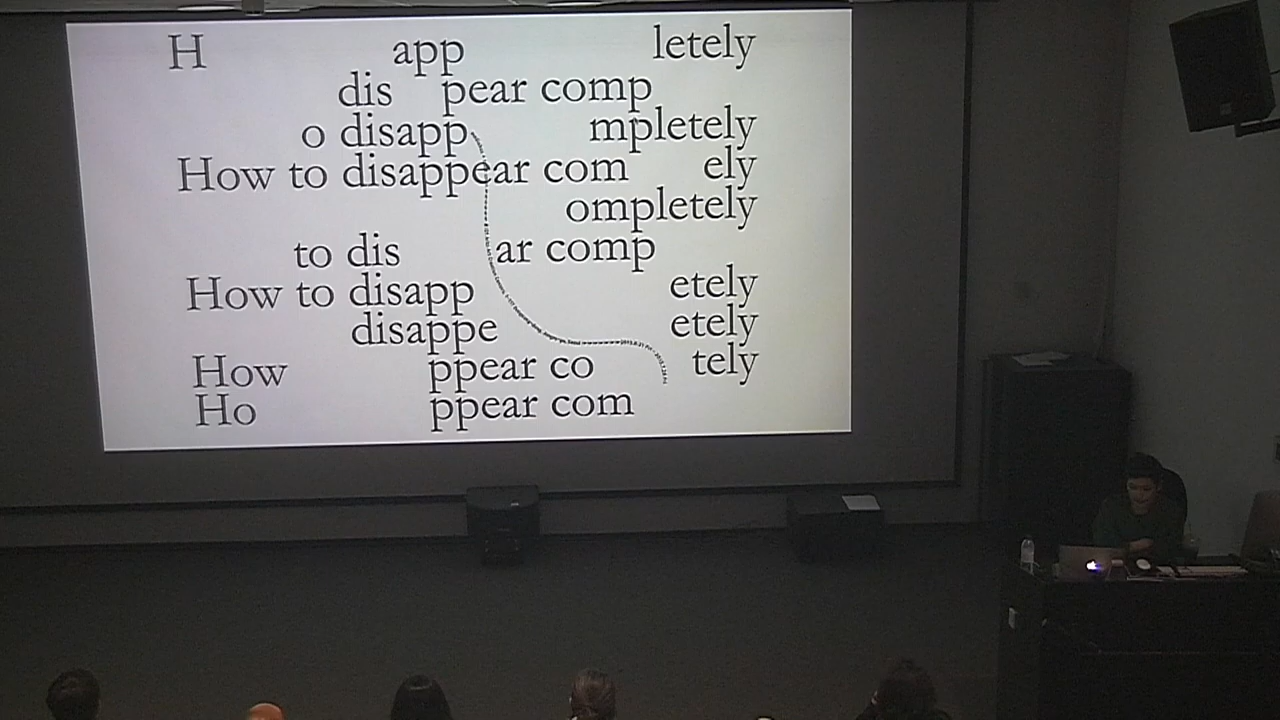 H app letely
dis pear comp
o disapp mpletely
How to disappear com ely
ompletely
to dis ar comp
How to disapp etely
disappe etely
How ppear co tely
Ho ppear com